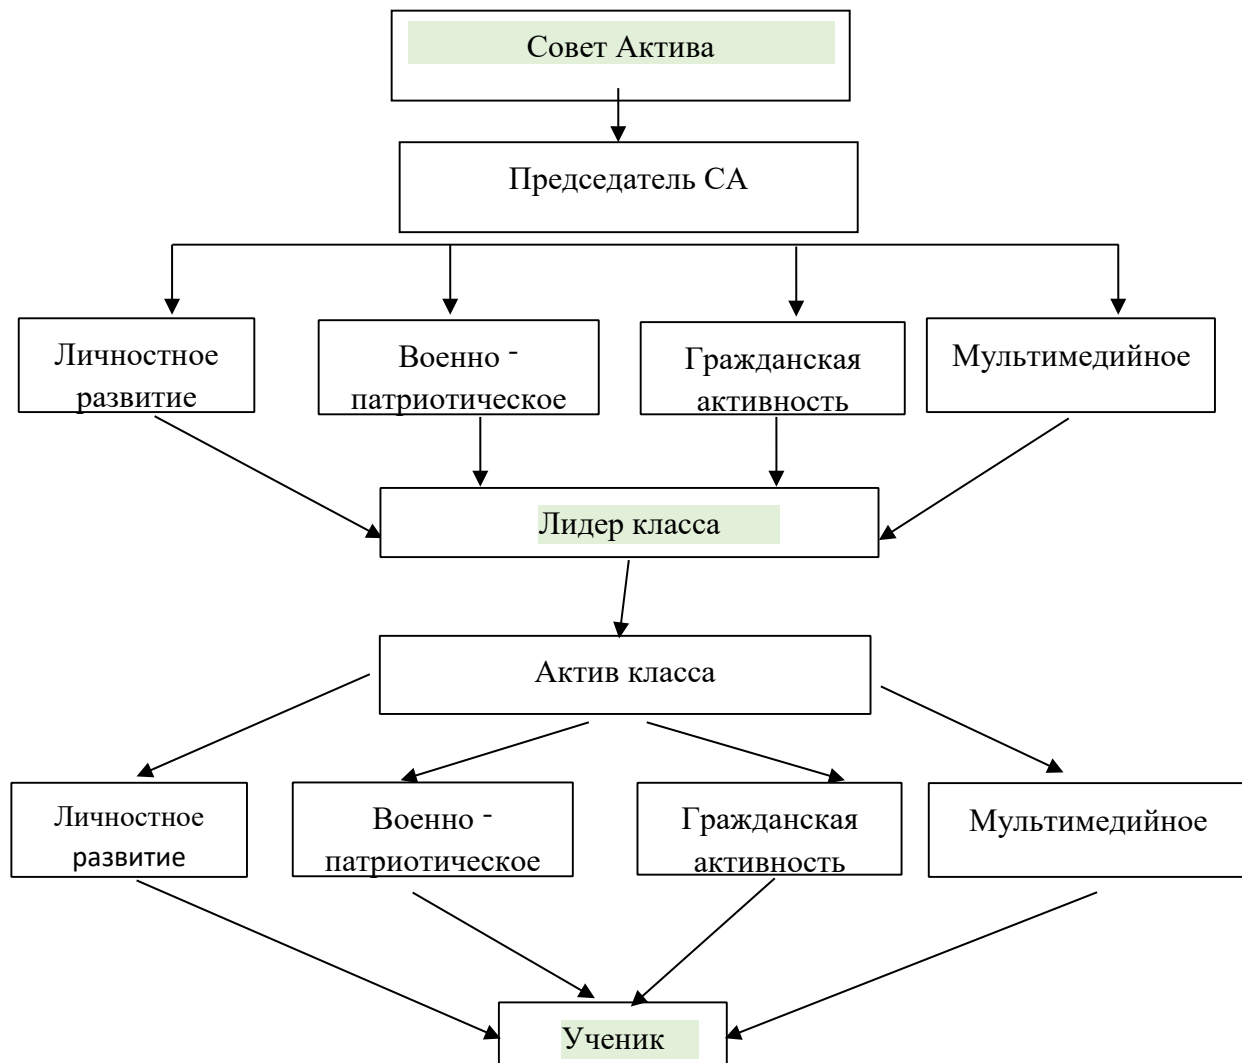 Совет Актива
Председатель СА
Личностное
развитие
Военно -
патриотическое
Гражданская
активность
Мультимедийное
Лидер класса
Актив класса
Личностное
развитие
Военно -
патриотическое
Гражданская
активность
Мультимедийное
Ученик